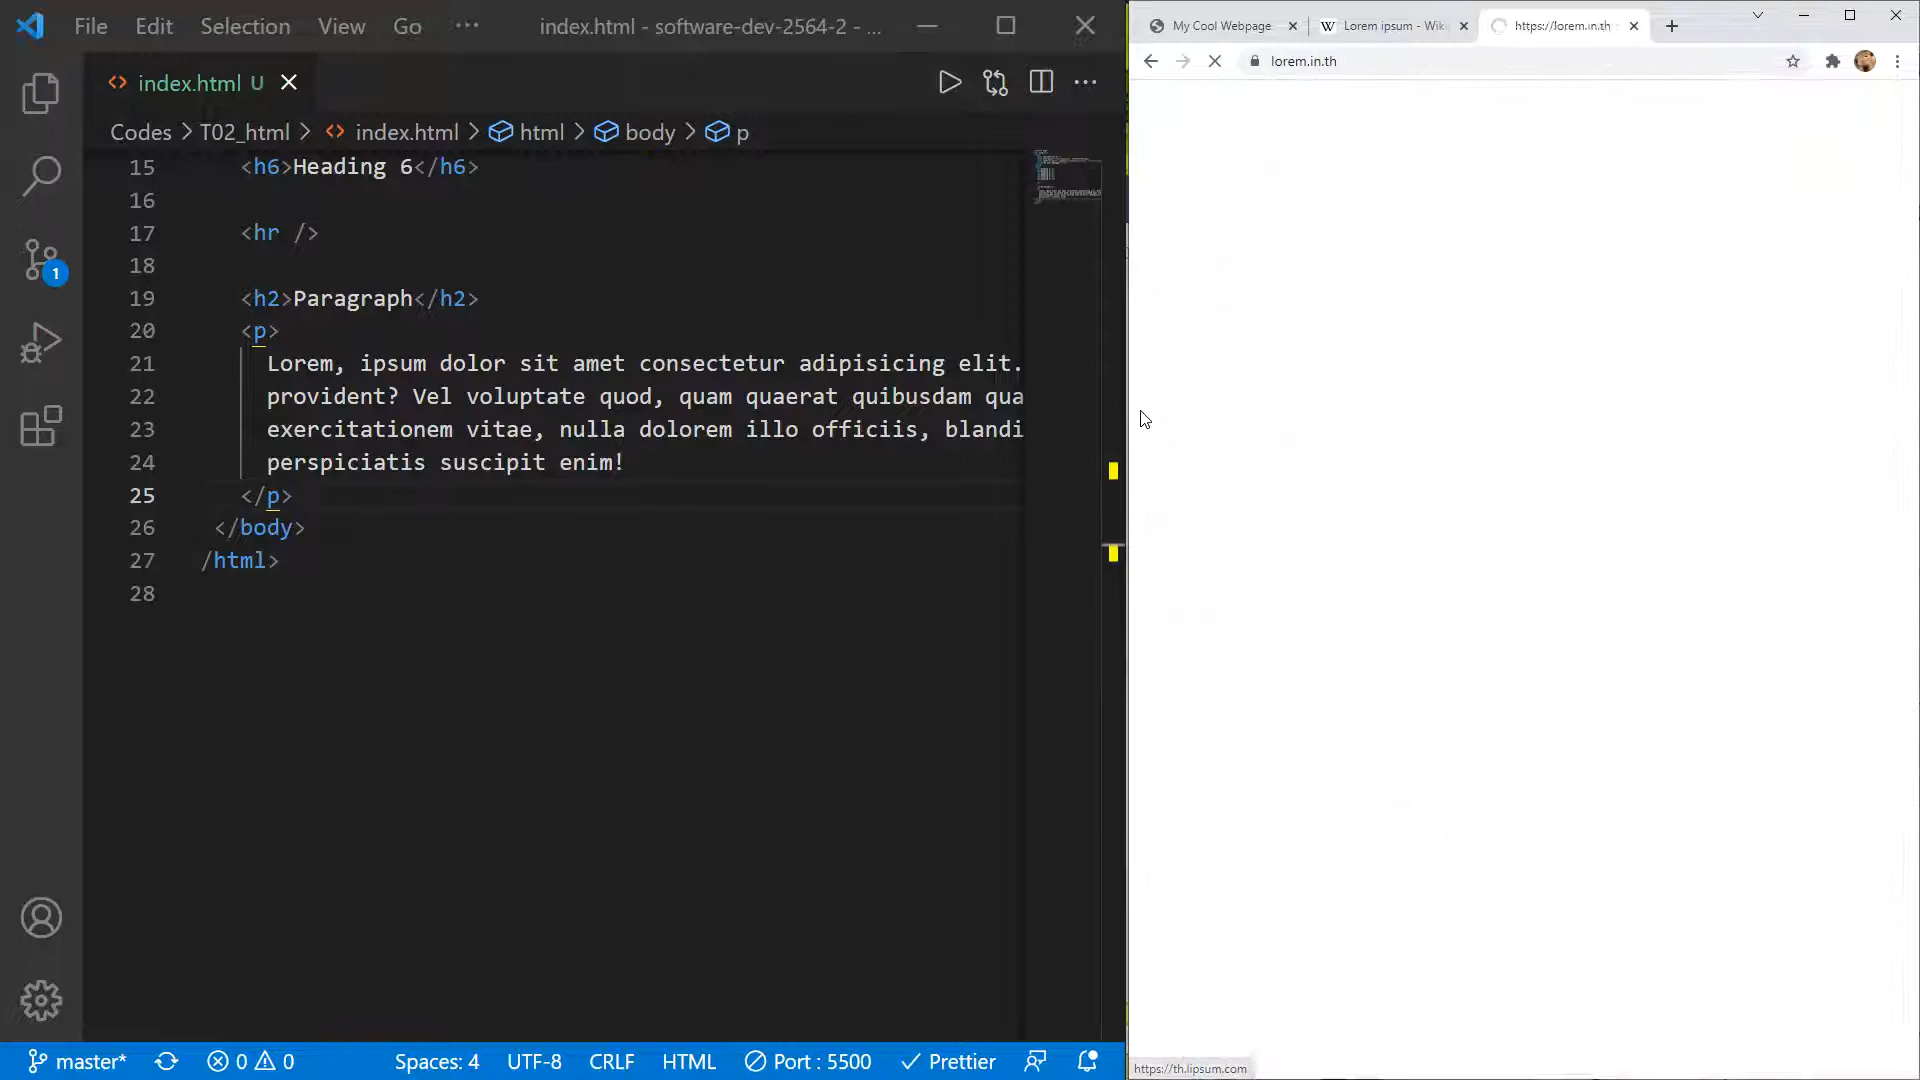 File Edit Selection View Go ··· index.html - software-dev-2564-2 - ...
index.html U
Codes > T02_html > index.html > html > body > p
15 <h6>Heading 6</h6>
16
17 <hr />
18
19 <h2>Paragraph</h2>
20 <p>
21 Lorem, ipsum dolor sit amet consectetur adipisicing elit.
22 provident? Vel voluptate quod, quam quaerat quibusdam qua
23 exercitationem vitae, nulla dolorem illo officiis, blandi
24 perspiciatis suscipit enim!
25 </p>
26 </body>
27 /html>
28
1
master* 0 0 Spaces: 4 UTF-8 CRLF HTML Port : 5500 Prettier
My Cool Webpage Lorem ipsum - Wiki https://lorem.in.th
lorem.in.th
https://th.lipsum.com